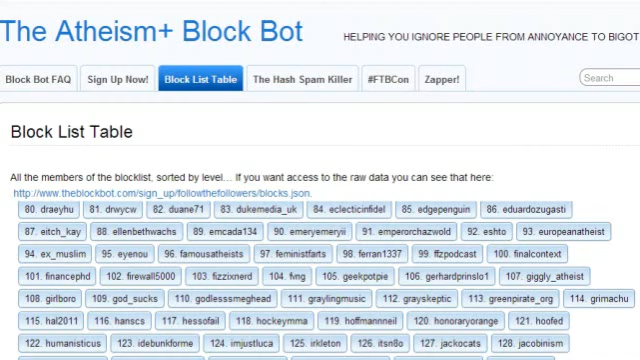 The Atheism+ Block Bot HELPING YOU IGNORE PEOPLE FROM ANNOYANCE TO BIGOT
Block Bot FAQ Sign Up Now! Block List Table The Hash Spam Killer #FTBCon Zapper! Search
Block List Table
All the members of the blocklist, sorted by level... If you want access to the raw data you can see that here:
http://www.theblockbot.com/sign_up/followthefollowers/blocks.json.
80. draeyhu 81. drwycw 82. duane71 83. dukemedia_uk 84. eclecticinfidel 85. edgepenguin 86. eduardozugasti
87. eitch_kay 88. ellenbethwachs 89. emcada134 90. emeryemeryii 91. emperorchazwold 92. eshto 93. europeanatheist
94. ex_muslim 95. eyenou 96. famousatheists 97. feministfarts 98. ferran1337 99. ffzpodcast 100. finalcontext
101. financephd 102. firewall5000 103. fizzixnerd 104. fxng 105. geekpotpie 106. gerhardprinslo1 107. giggly_atheist
108. girlboro 109. god_sucks 110. godlesssmeghead 111. graylingmusic 112. grayskeptic 113. greenpirate_org 114. grimachu
115. hal2011 116. hanscs 117. hessofail 118. hockeymma 119. hoffmannneil 120. honoraryorange 121. hoofed
122. humanisticus 123. idebunkforme 124. imjustluca 125. irkleton 126. itsn8o 127. jackocats 128. jacobinism